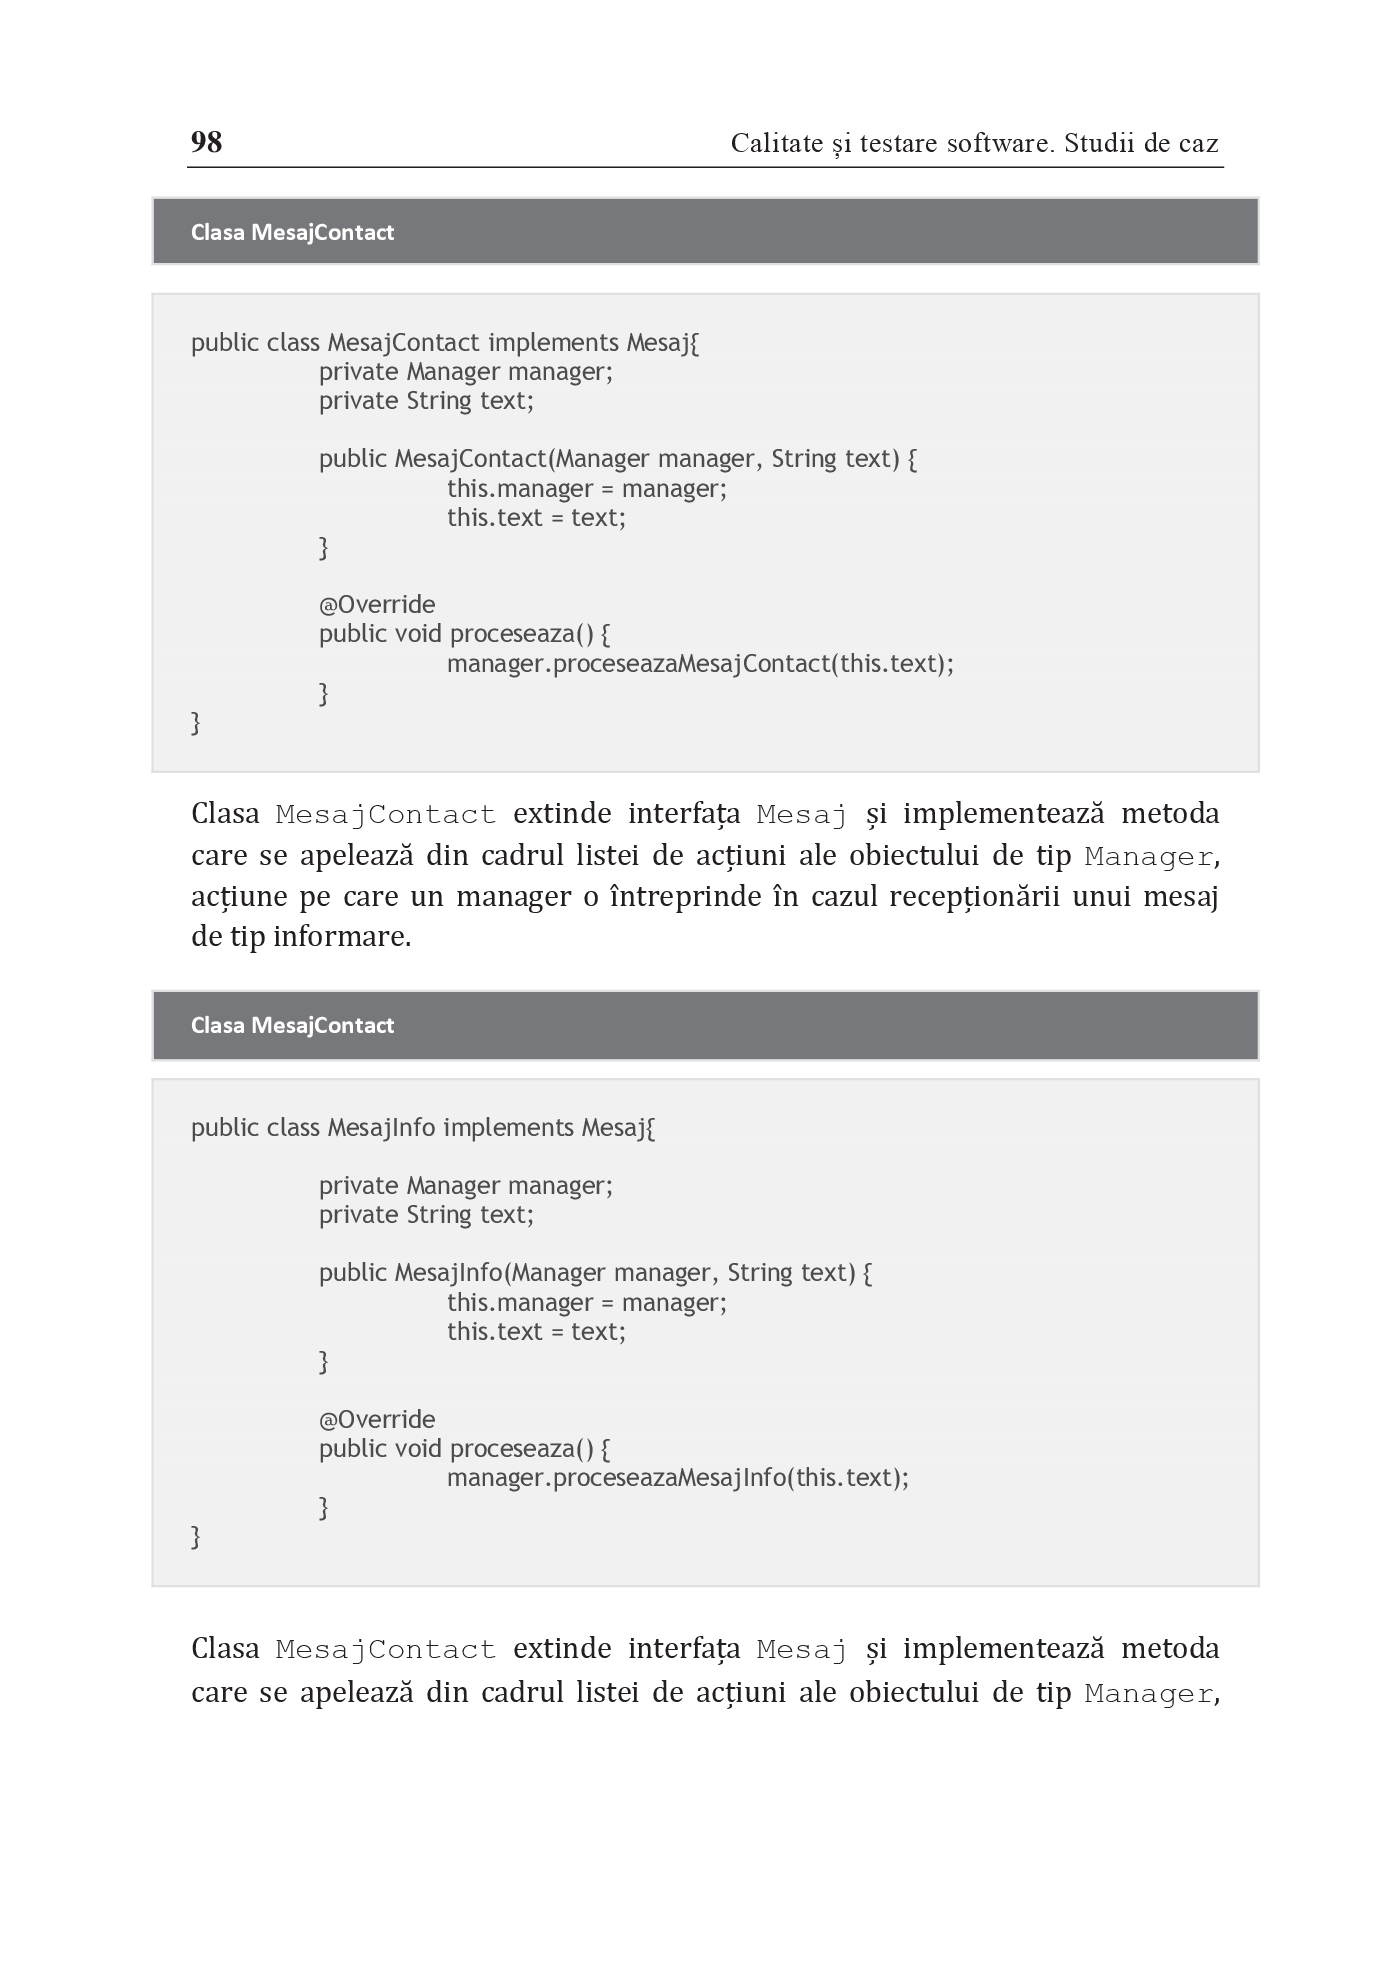 98 Calitate și testare software. Studii de caz
Clasa MesajContact
public class MesajContact implements Mesaj{
private Manager manager;
private String text;
public MesajContact(Manager manager, String text) {
this.manager = manager;
this.text = text;
}
@Override
public void proceseaza() {
manager.proceseazaMesajContact(this.text);
}
}
Clasa MesajContact extinde interfața Mesaj și implementează metoda
care se apelează din cadrul listei de acțiuni ale obiectului de tip Manager,
acțiune pe care un manager o întreprinde în cazul recepționării unui mesaj
de tip informare.
Clasa MesajContact
public class MesajInfo implements Mesaj{
private Manager manager;
private String text;
public MesajInfo(Manager manager, String text) {
this.manager = manager;
this.text = text;
}
@Override
public void proceseaza() {
manager.proceseazaMesajInfo(this.text);
}
}
Clasa MesajContact extinde interfața Mesaj și implementează metoda
care se apelează din cadrul listei de acțiuni ale obiectului de tip Manager,